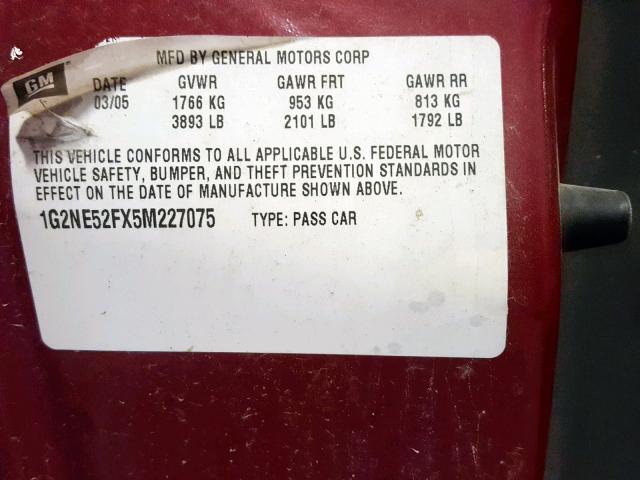 MFD BY GENERAL MOTORS CORP
GM
DATE GVWR GAWR FRT GAWR RR
03/05 1766 KG 953 KG 813 KG
3893 LB 2101 LB 1792 LB
THIS VEHICLE CONFORMS TO ALL APPLICABLE U.S. FEDERAL MOTOR
VEHICLE SAFETY, BUMPER, AND THEFT PREVENTION STANDARDS IN
EFFECT ON THE DATE OF MANUFACTURE SHOWN ABOVE.
1G2NE52FX5M227075 TYPE: PASS CAR